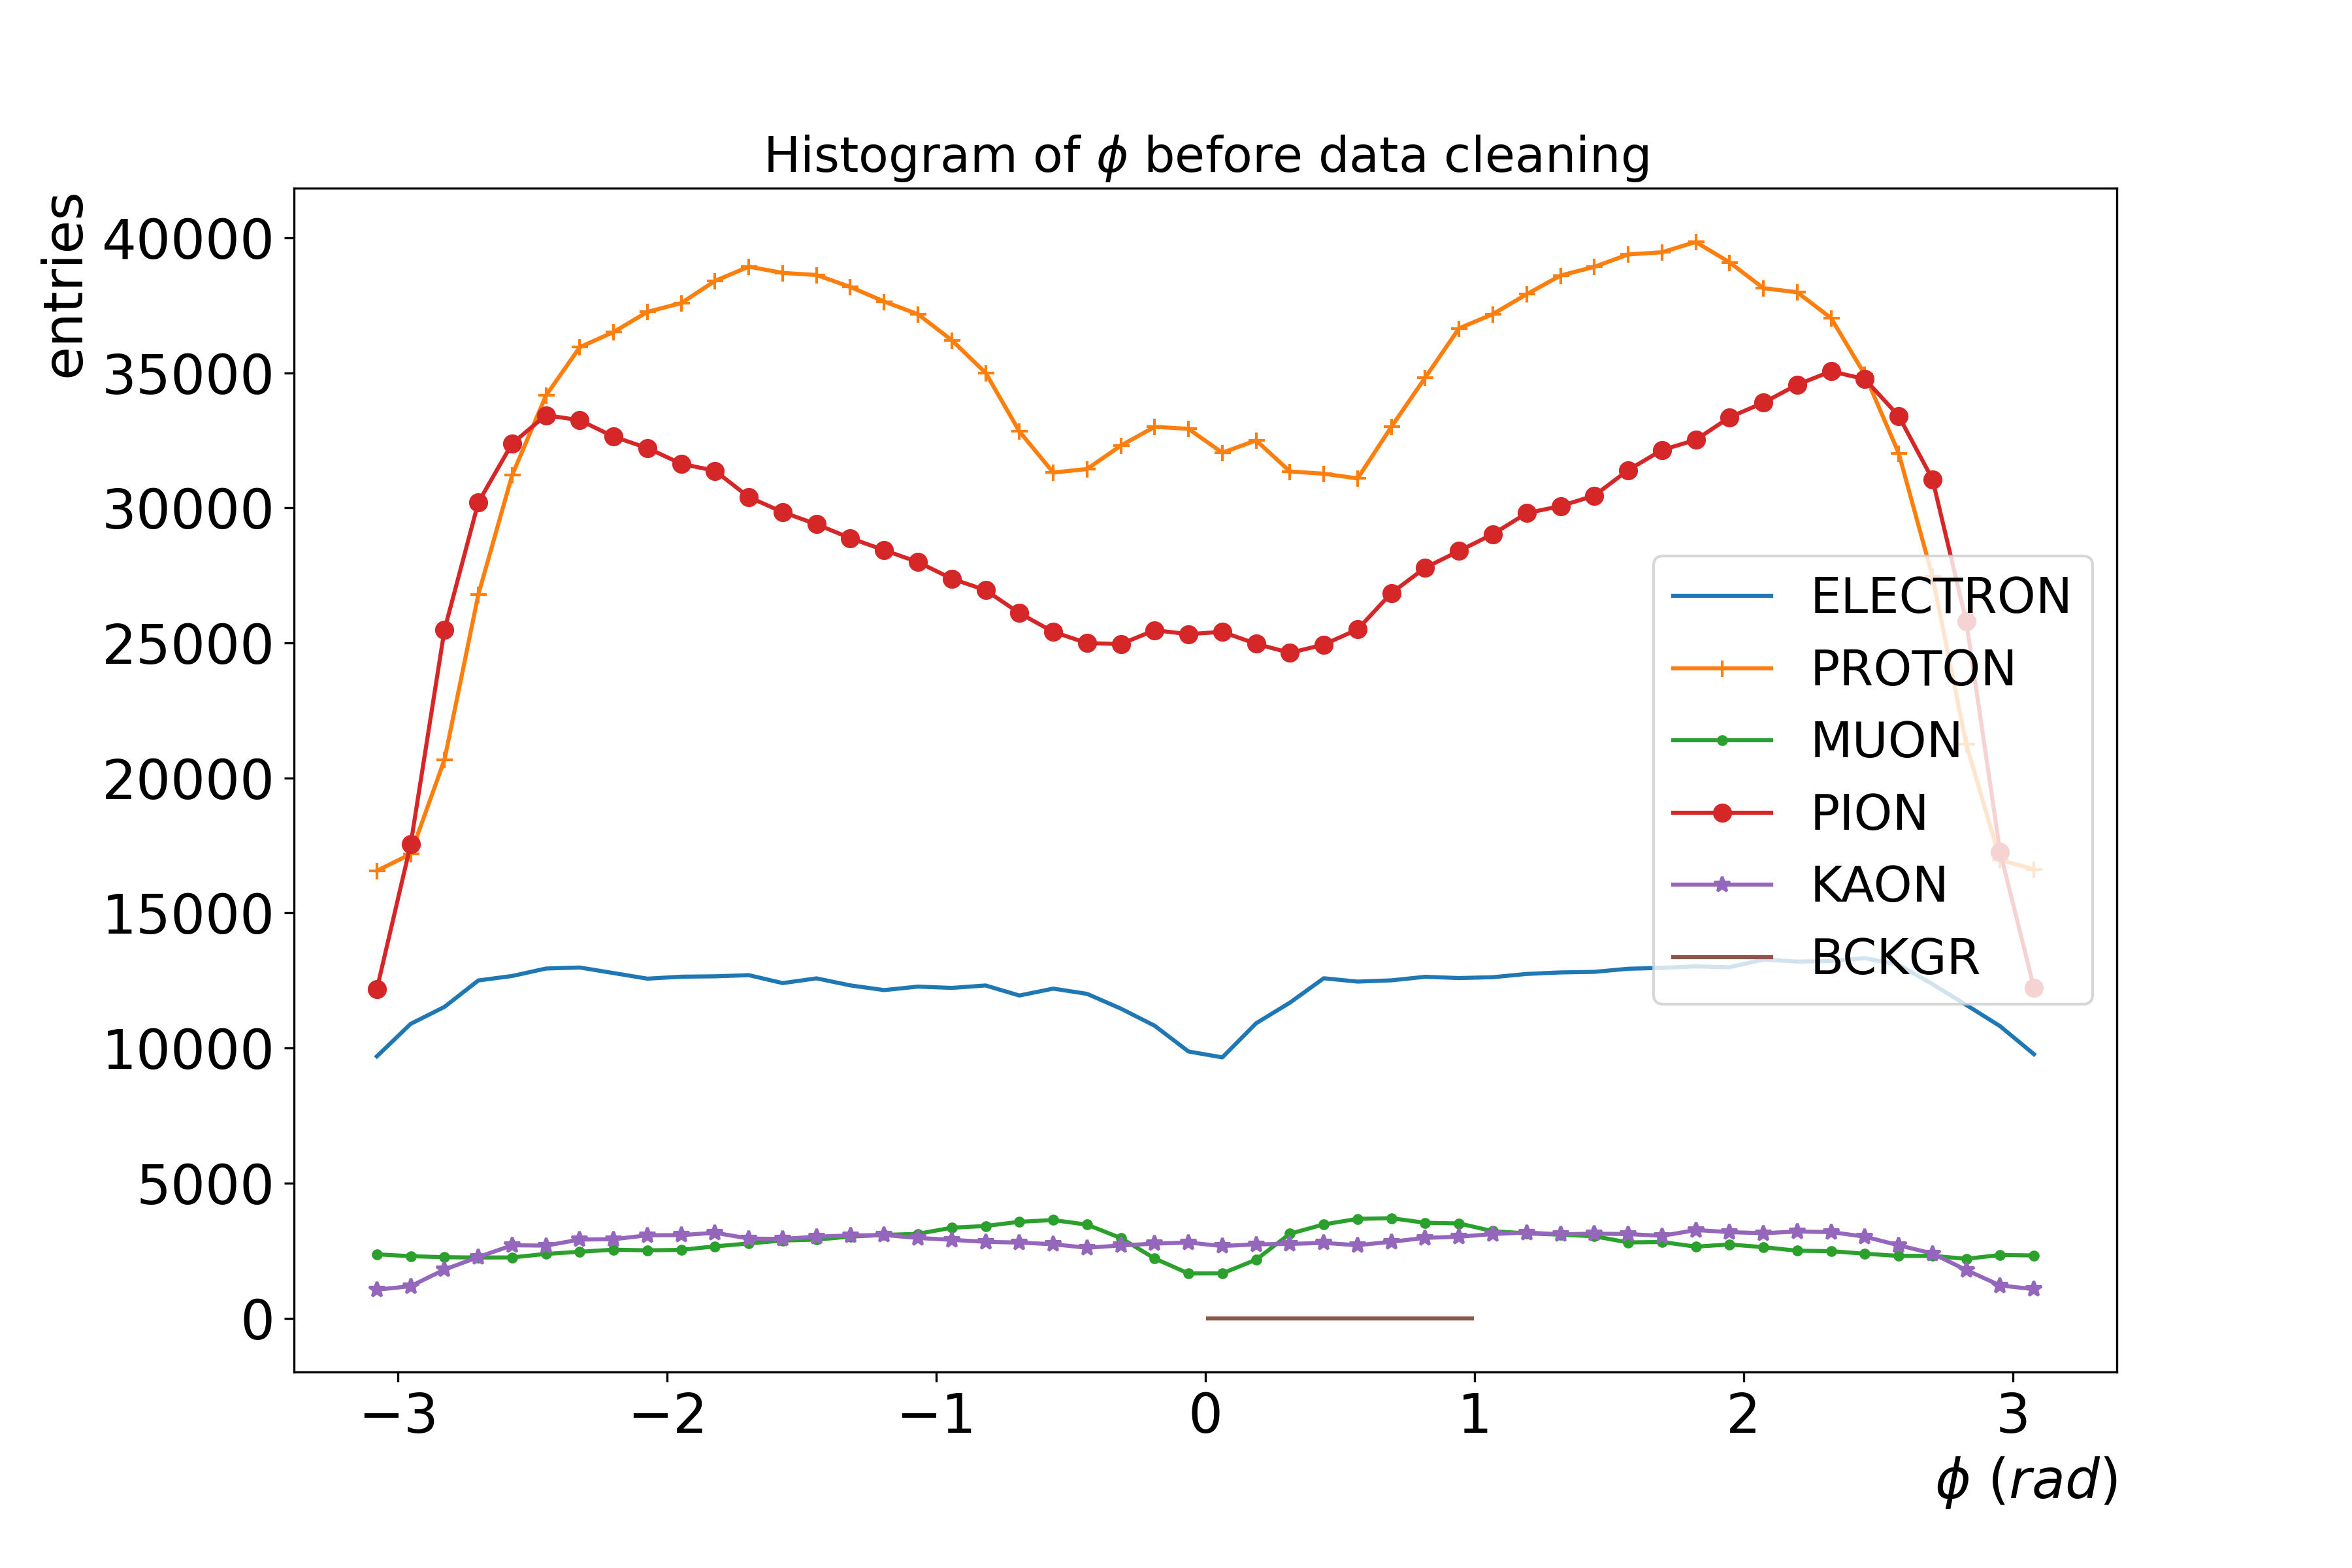 Histogram of ϕ before data cleaning
entries
40000
35000
30000
25000
20000
15000
10000
5000
0
−3
−2
−1
0
1
2
3
ϕ (rad)
ELECTRON
PROTON
MUON
PION
KAON
BCKGR